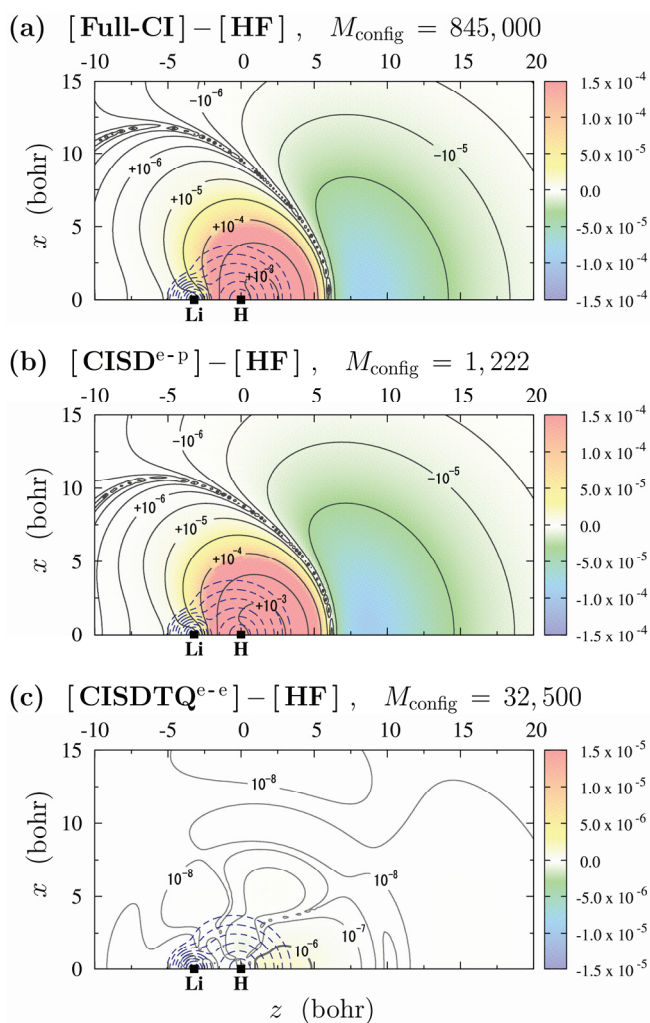 (a) [Full-CI]−[HF] , M_config = 845,000
-10 -5 0 5 10 15 20
15
10
5
0
x (bohr)
-10⁻⁶
-10⁻⁵
+10⁻⁶
+10⁻⁵
+10⁻⁴
+10⁻³
Li H
1.5 x 10⁻⁴
1.0 x 10⁻⁴
5.0 x 10⁻⁵
0.0
-5.0 x 10⁻⁵
-1.0 x 10⁻⁴
-1.5 x 10⁻⁴
(b) [CISDᵉ⁻ᵖ]−[HF] , M_config = 1,222
-10 -5 0 5 10 15 20
15
10
5
0
x (bohr)
-10⁻⁶
-10⁻⁵
+10⁻⁶
+10⁻⁵
+10⁻⁴
+10⁻³
Li H
1.5 x 10⁻⁴
1.0 x 10⁻⁴
5.0 x 10⁻⁵
0.0
-5.0 x 10⁻⁵
-1.0 x 10⁻⁴
-1.5 x 10⁻⁴
(c) [CISDTQᵉ⁻ᵉ]−[HF] , M_config = 32,500
-10 -5 0 5 10 15 20
15
10
5
0
x (bohr)
10⁻⁸
10⁻⁸
10⁻⁸
10⁻⁷
10⁻⁶
Li H
z (bohr)
1.5 x 10⁻⁵
1.0 x 10⁻⁵
5.0 x 10⁻⁶
0.0
-5.0 x 10⁻⁶
-1.0 x 10⁻⁵
-1.5 x 10⁻⁵